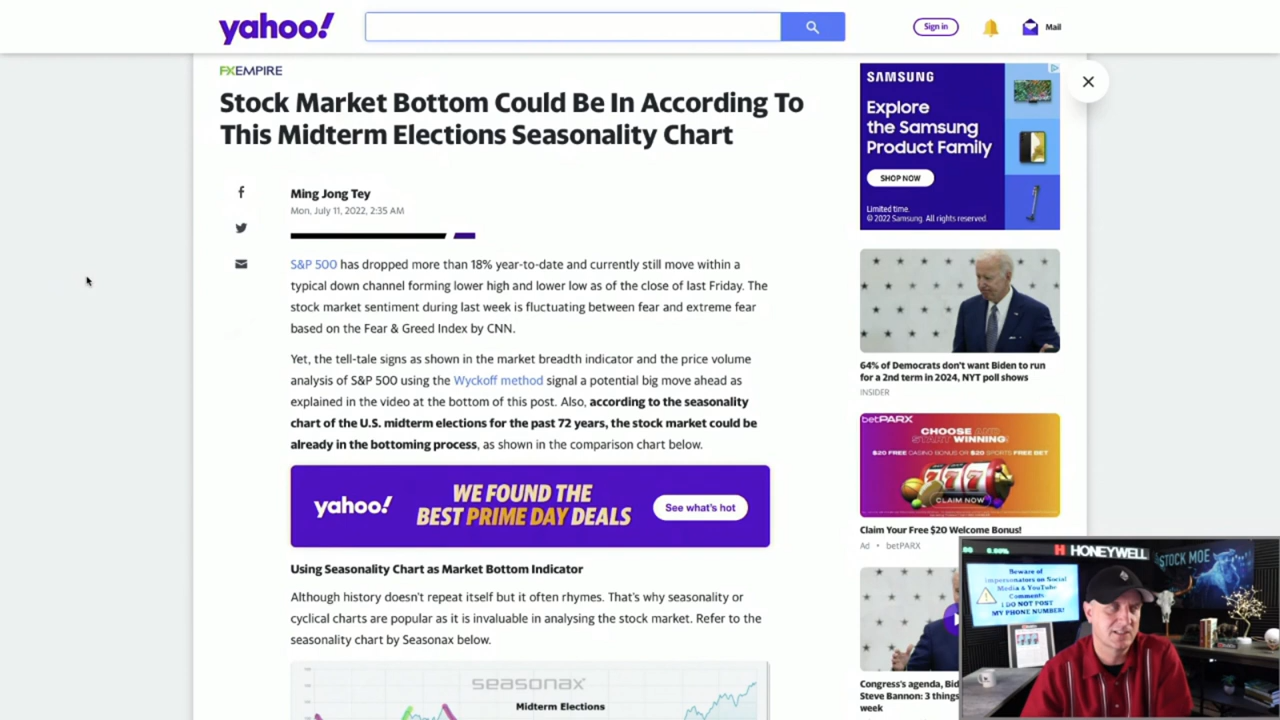 yahoo!
Sign in
Mail
FXEMPIRE
Stock Market Bottom Could Be In According To
This Midterm Elections Seasonality Chart
Ming Jong Tey
Mon, July 11, 2022, 2:35 AM
S&P 500 has dropped more than 18% year-to-date and currently still move within a
typical down channel forming lower high and lower low as of the close of last Friday. The
stock market sentiment during last week is fluctuating between fear and extreme fear
based on the Fear & Greed Index by CNN.
Yet, the tell-tale signs as shown in the market breadth indicator and the price volume
analysis of S&P 500 using the Wyckoff method signal a potential big move ahead as
explained in the video at the bottom of this post. Also, according to the seasonality
chart of the U.S. midterm elections for the past 72 years, the stock market could be
already in the bottoming process, as shown in the comparison chart below.
yahoo!
WE FOUND THE
BEST PRIME DAY DEALS
See what's hot
Using Seasonality Chart as Market Bottom Indicator
Although history doesn't repeat itself but it often rhymes. That's why seasonality or
cyclical charts are popular as it is invaluable in analysing the stock market. Refer to the
seasonality chart by Seasonax below.
seasonax
Midterm Elections
SAMSUNG
Explore
the Samsung
Product Family
SHOP NOW
Limited time.
© 2022 Samsung. All rights reserved.
64% of Democrats don't want Biden to run
for a 2nd term in 2024, NYT poll shows
INSIDER
betPARX
CHOOSE AND
START WINNING!
$20 FREE CASINO BONUS OR $20 SPORTS FREE BET
CLAIM NOW
Claim Your Free $20 Welcome Bonus!
Ad • betPARX
Congress's agenda, Bid
Steve Bannon: 3 things
week
HONEYWELL
STOCK MOE
Beware of
Impersonators on Social
Media & YouTube
Comments
I DO NOT POST
MY PHONE NUMBER!